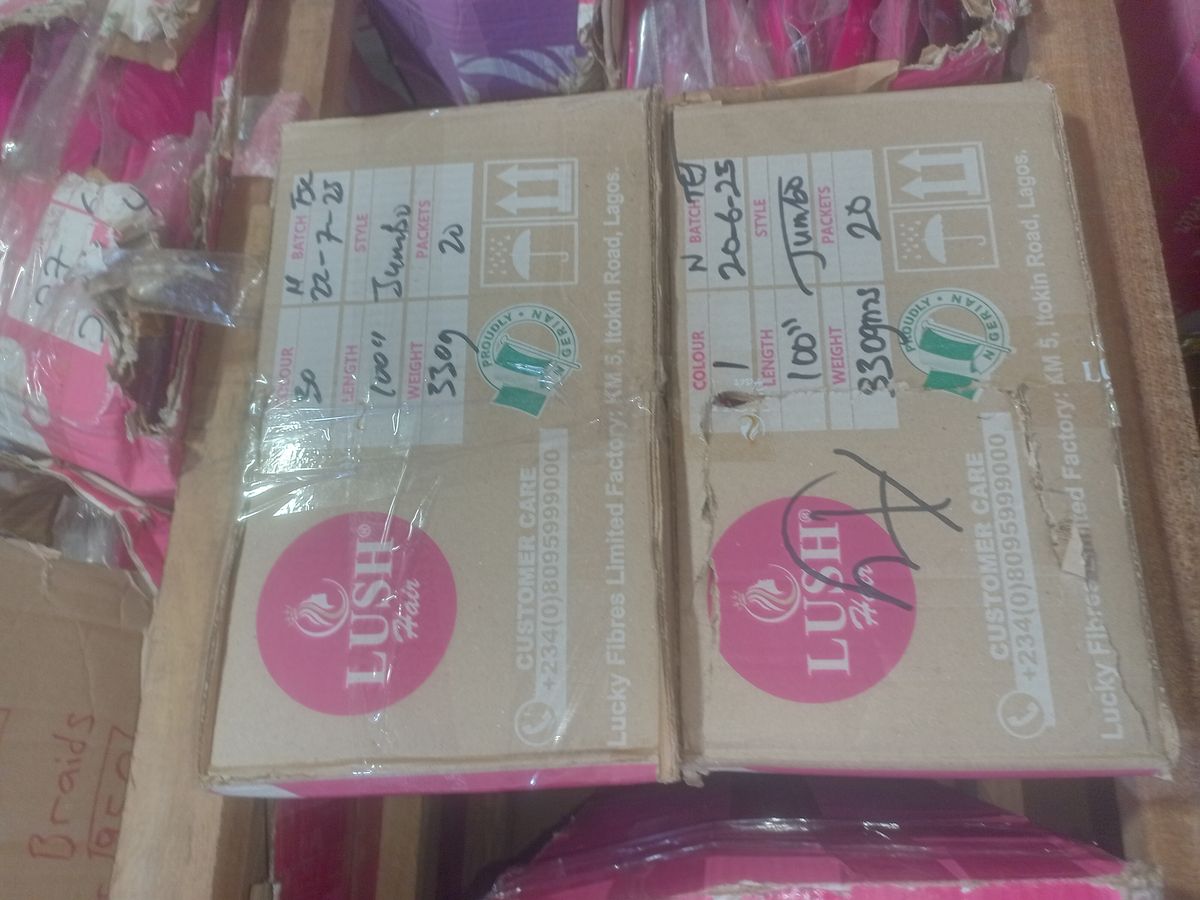 COLOUR
30
N BATCH TSC
22-7-23
LENGTH
100"
STYLE
Jumbo
WEIGHT
330g
PACKETS
20
PROUDLY • NIGERIAN
LUSH®
Hair
CUSTOMER CARE
+234(0)8095999000
Lucky Fibres Limited Factory: KM 5, Itokin Road, Lagos.
COLOUR
1
N BATCH
20-6-23
LENGTH
100"
STYLE
Jumbo
WEIGHT
330gms
PACKETS
20
PROUDLY • NIGERIAN
LUSH®
Hair
CUSTOMER CARE
+234(0)8095999000
Lucky Fibres Limited Factory: KM 5, Itokin Road, Lagos.
Braids